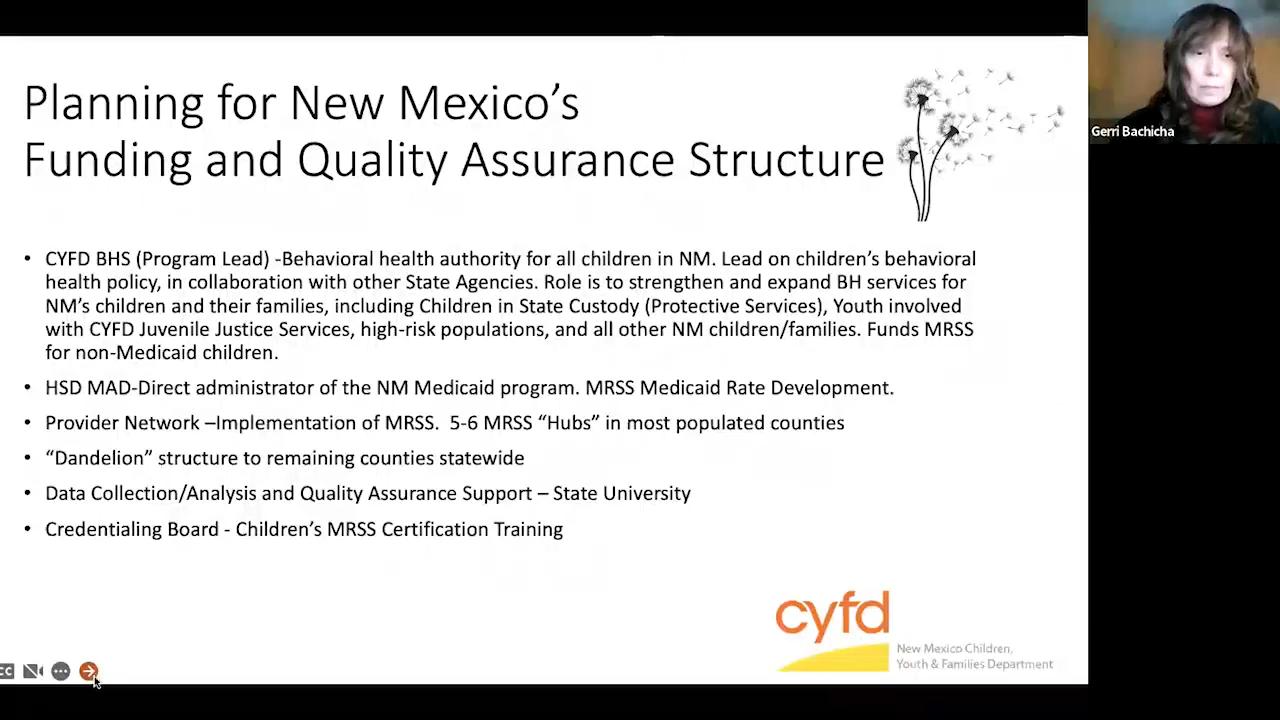 Planning for New Mexico’s
Funding and Quality Assurance Structure
Gerri Bachicha
• CYFD BHS (Program Lead) -Behavioral health authority for all children in NM. Lead on children’s behavioral
health policy, in collaboration with other State Agencies. Role is to strengthen and expand BH services for
NM’s children and their families, including Children in State Custody (Protective Services), Youth involved
with CYFD Juvenile Justice Services, high-risk populations, and all other NM children/families. Funds MRSS
for non-Medicaid children.
• HSD MAD-Direct administrator of the NM Medicaid program. MRSS Medicaid Rate Development.
• Provider Network –Implementation of MRSS.  5-6 MRSS “Hubs” in most populated counties
• “Dandelion” structure to remaining counties statewide
• Data Collection/Analysis and Quality Assurance Support – State University
• Credentialing Board - Children’s MRSS Certification Training
cyfd
New Mexico Children,
Youth & Families Department
CC